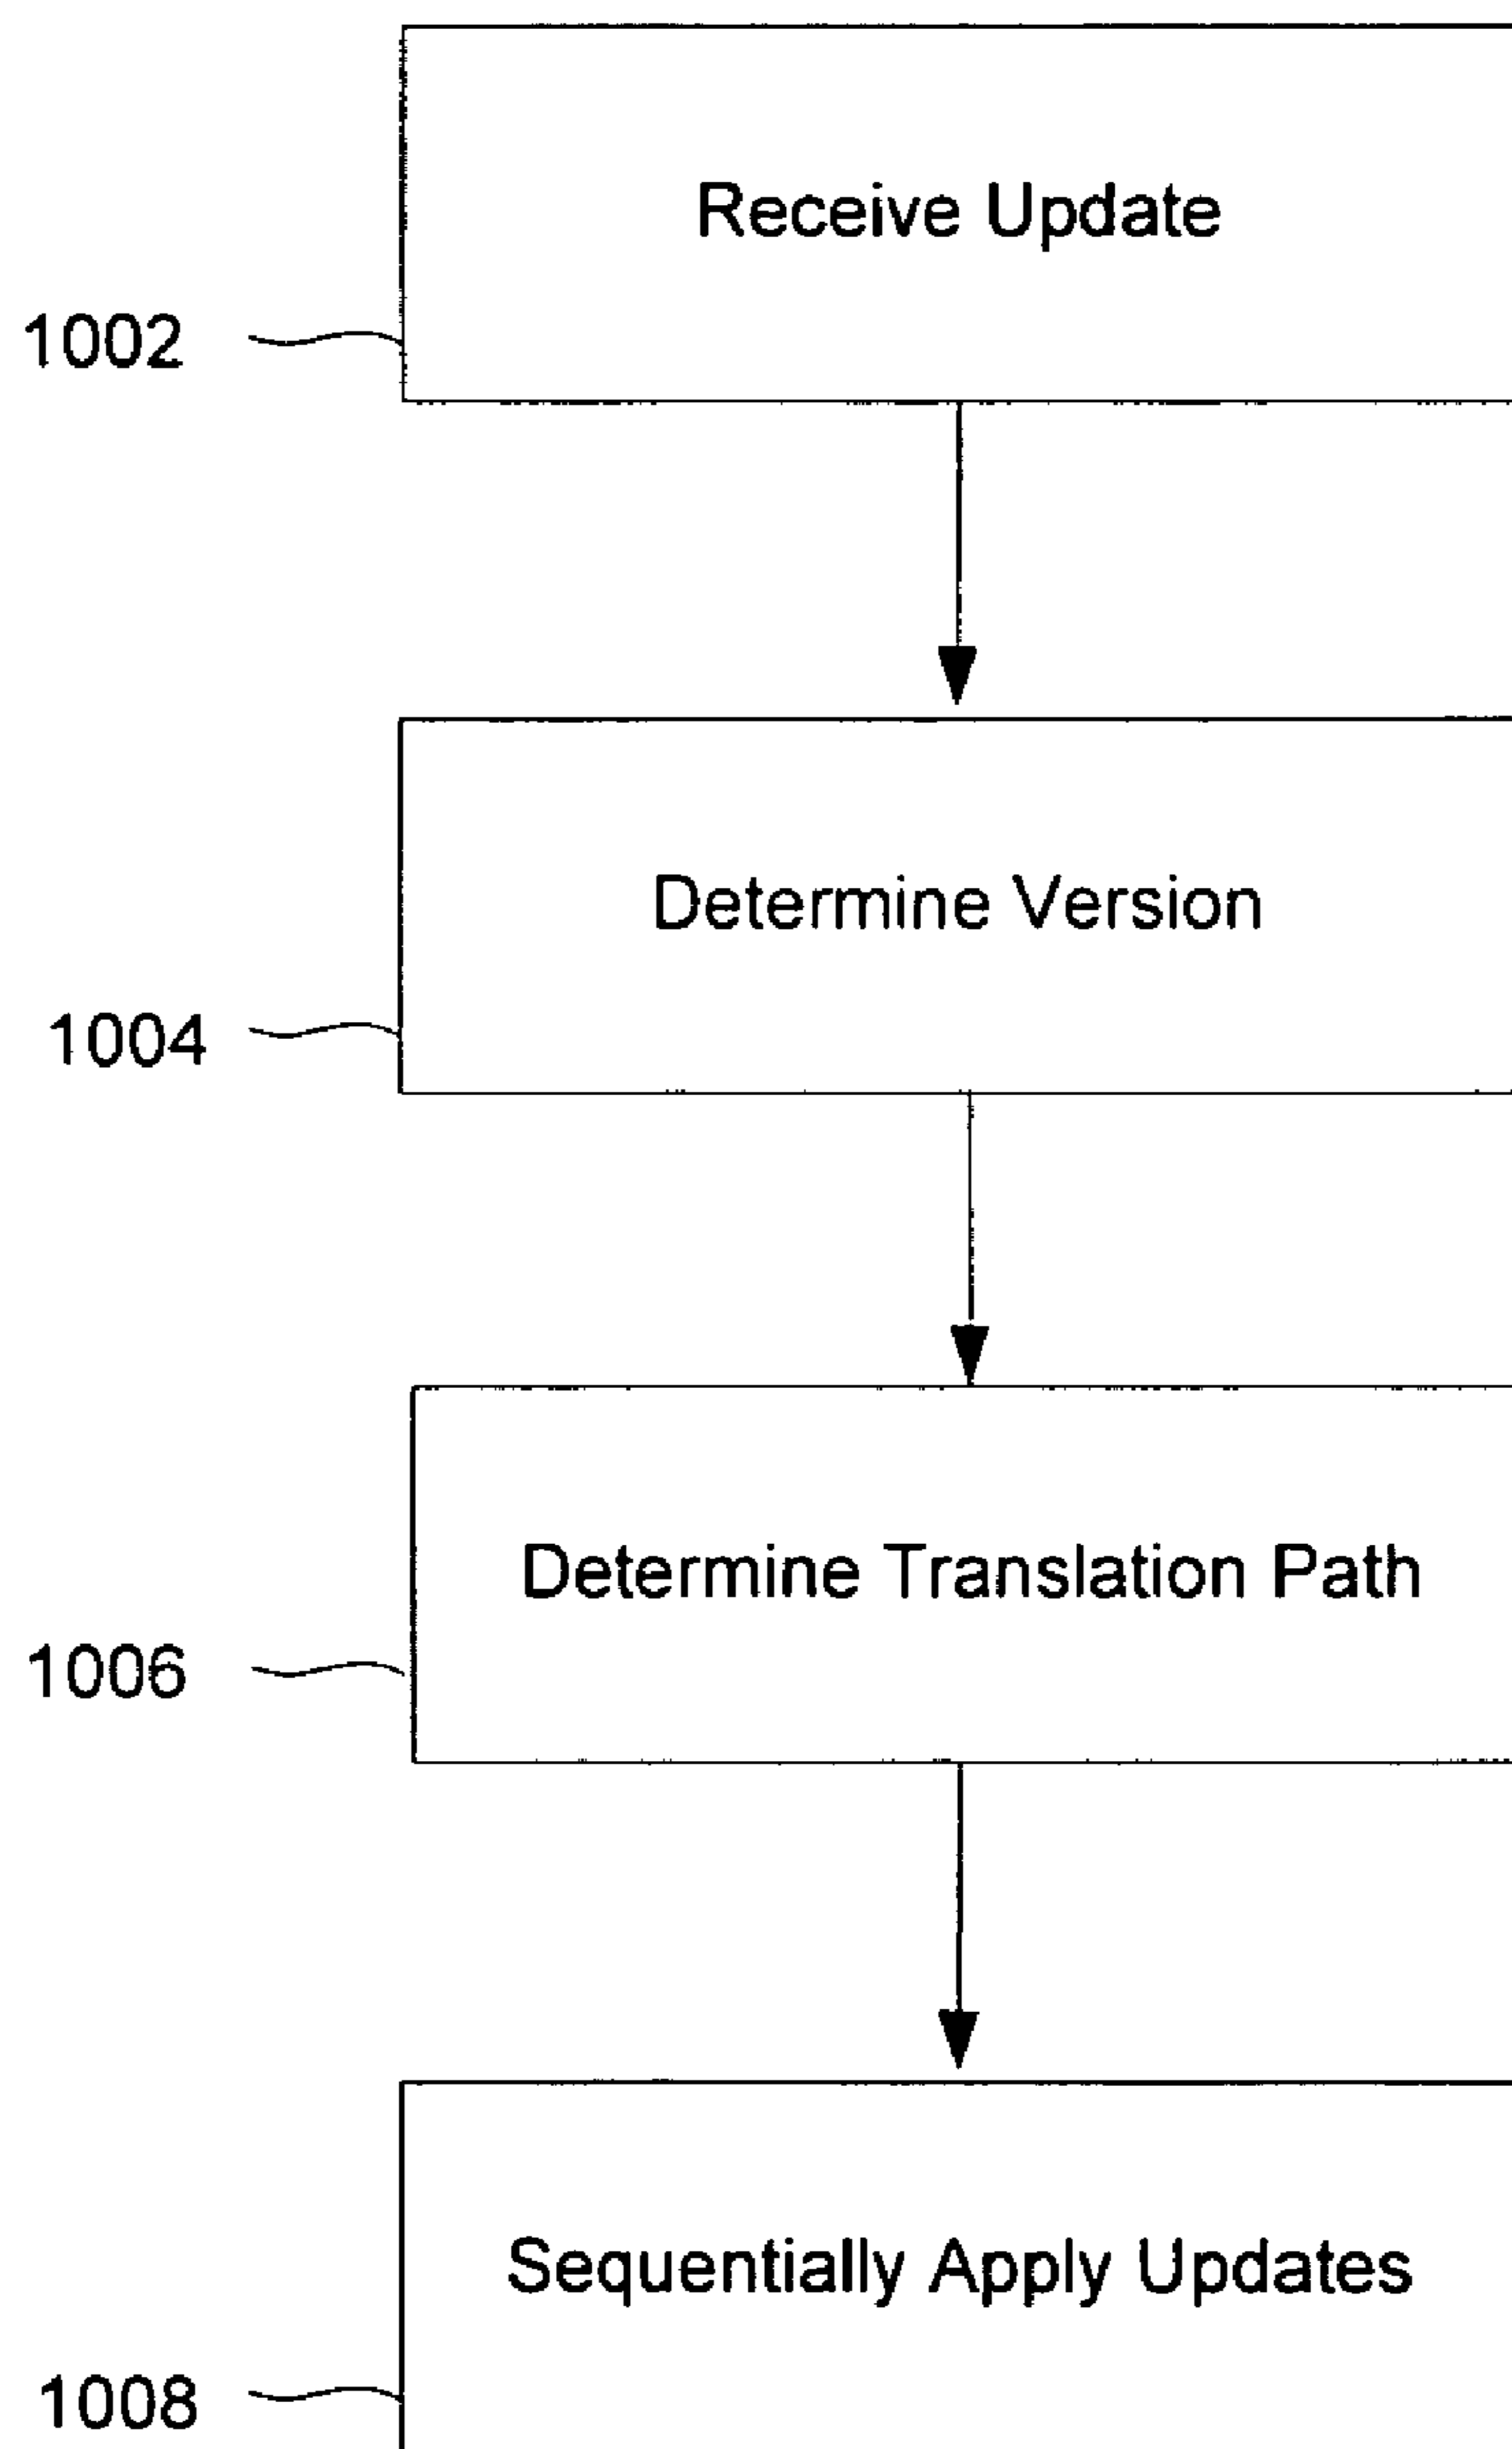 Receive Update
1002
Determine Version
1004
Determine Translation Path
1006
Sequentially Apply Updates
1008